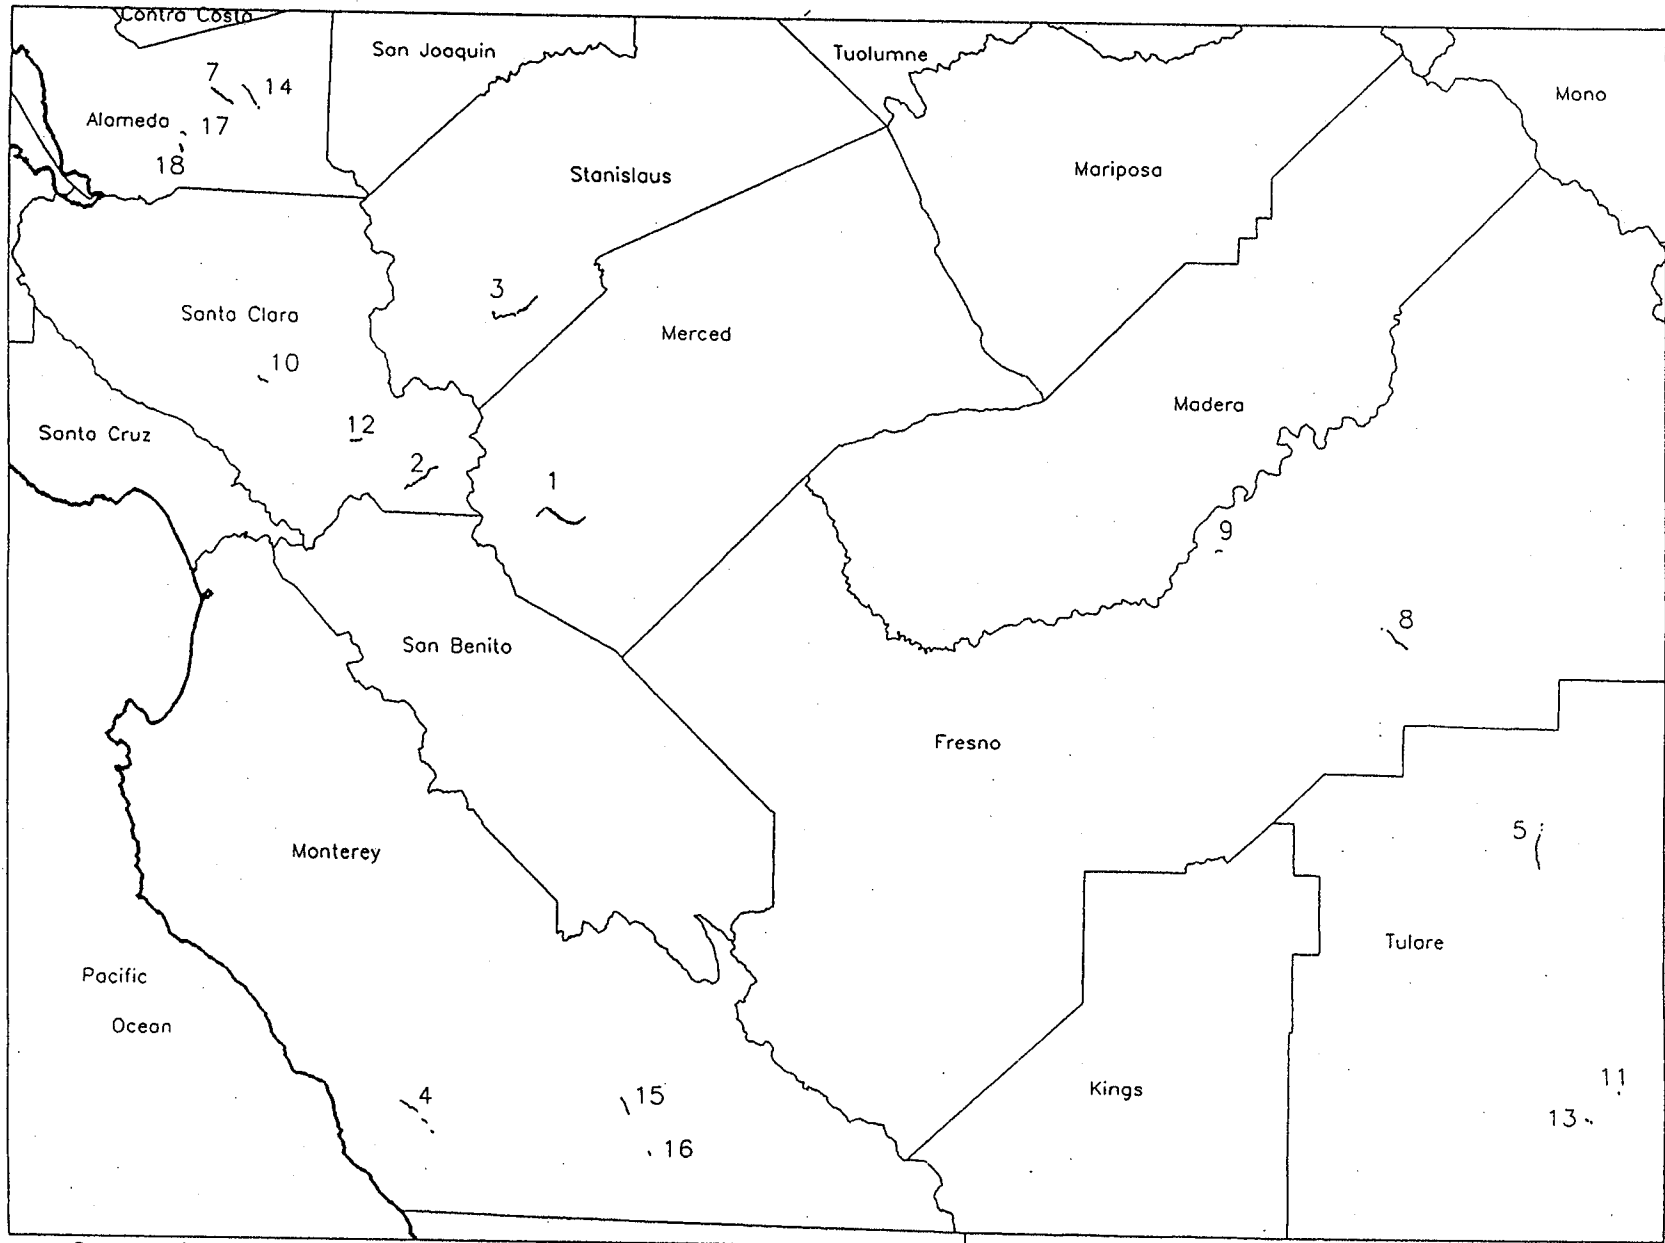 Contra Costa
San Joaquin
Tuolumne
7
14
Mono
Alameda
17
18
Stanislaus
Mariposa
3
Santa Clara
Merced
10
Madera
12
Santa Cruz
2
1
9
8
San Benito
Fresno
5
Monterey
Tulare
Pacific
Ocean
11
Kings
4
15
13
16